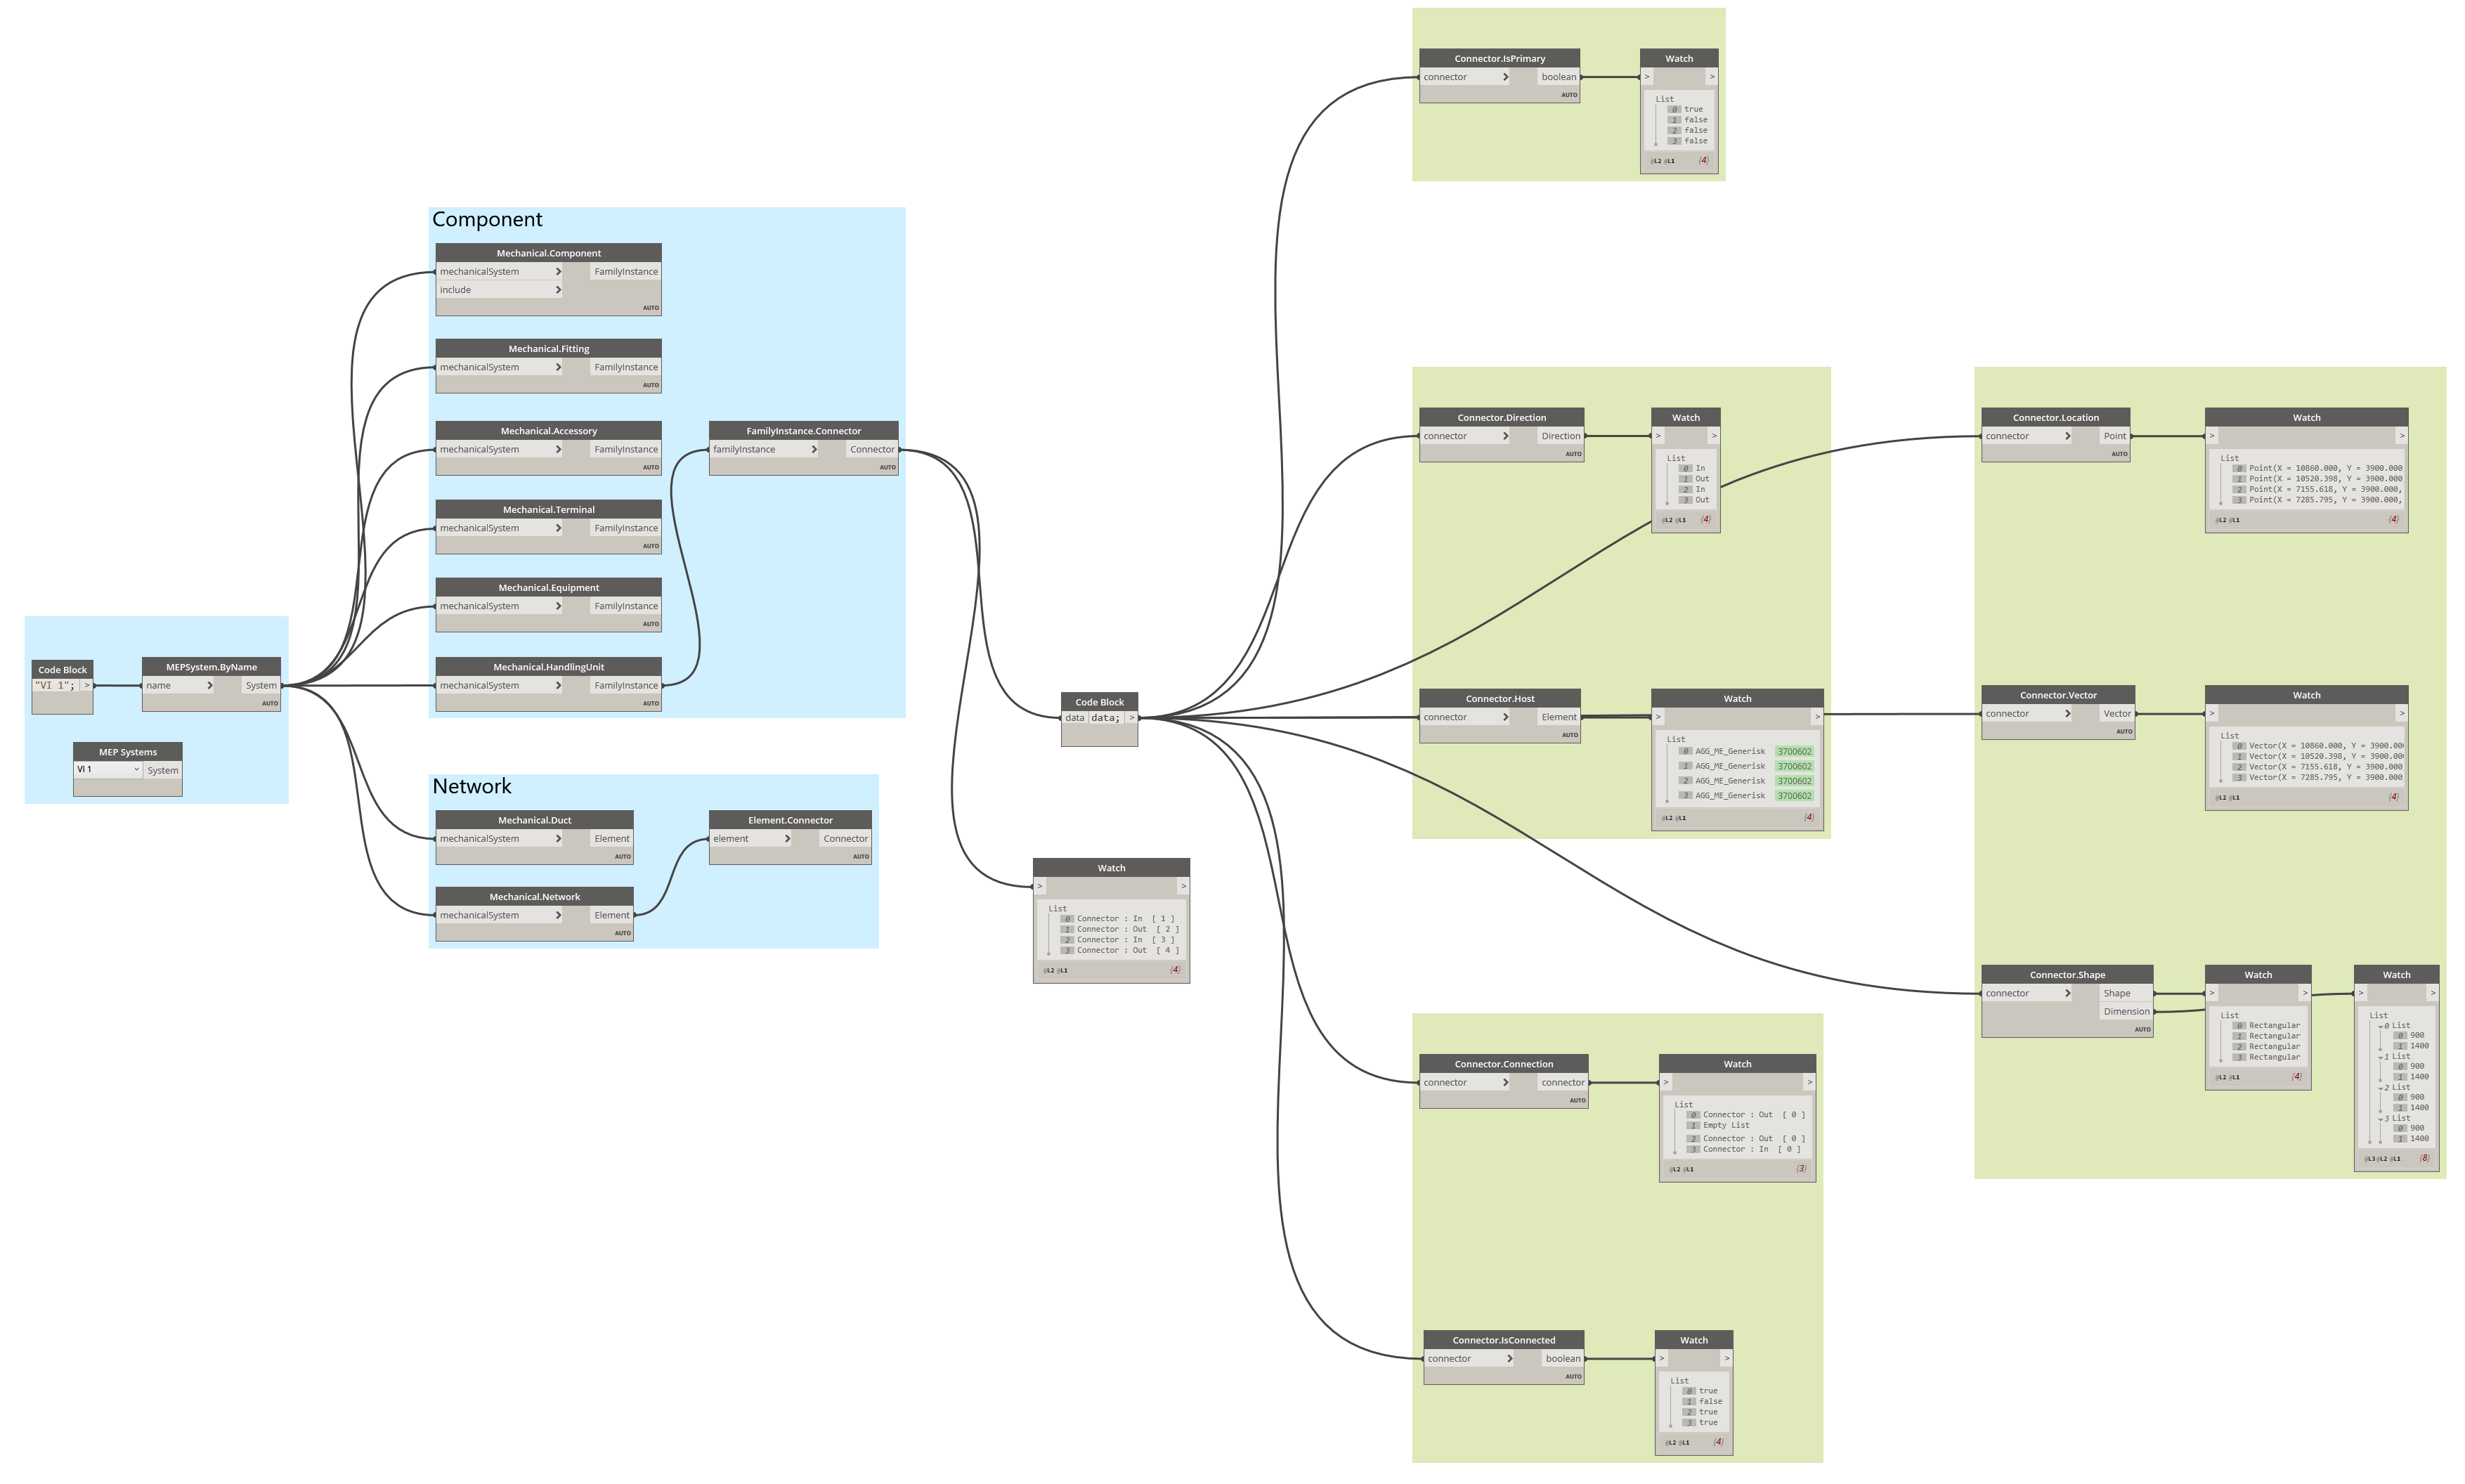 Code Block
"VI 1"; >
MEPSystem.ByName
name > System
AUTO
MEP Systems
VI 1 System
Component
Mechanical.Component
mechanicalSystem > FamilyInstance
include >
AUTO
Mechanical.Fitting
mechanicalSystem > FamilyInstance
AUTO
Mechanical.Accessory
mechanicalSystem > FamilyInstance
AUTO
Mechanical.Terminal
mechanicalSystem > FamilyInstance
AUTO
Mechanical.Equipment
mechanicalSystem > FamilyInstance
AUTO
Mechanical.HandlingUnit
mechanicalSystem > FamilyInstance
AUTO
FamilyInstance.Connector
familyInstance > Connector
AUTO
Network
Mechanical.Duct
mechanicalSystem > Element
AUTO
Mechanical.Network
mechanicalSystem > Element
AUTO
Element.Connector
element > Connector
AUTO
Code Block
data data; >
Watch
> >
List
0 Connector : In [ 1 ]
1 Connector : Out [ 2 ]
2 Connector : In [ 3 ]
3 Connector : Out [ 4 ]
@L2 @L1 {4}
Connector.IsPrimary
connector > boolean
AUTO
Watch
> >
List
0 true
1 false
2 false
3 false
@L2 @L1 {4}
Connector.Direction
connector > Direction
AUTO
Watch
> >
List
0 In
1 Out
2 In
3 Out
@L2 @L1 {4}
Connector.Host
connector > Element
AUTO
Watch
> >
List
0 AGG_ME_Generisk 3700602
1 AGG_ME_Generisk 3700602
2 AGG_ME_Generisk 3700602
3 AGG_ME_Generisk 3700602
@L2 @L1 {4}
Connector.Connection
connector > connector
AUTO
Watch
> >
List
0 Connector : Out [ 0 ]
1 Empty List
2 Connector : Out [ 0 ]
3 Connector : In [ 0 ]
@L2 @L1 {3}
Connector.IsConnected
connector > boolean
AUTO
Watch
> >
List
0 true
1 false
2 true
3 true
@L2 @L1 {4}
Connector.Location
connector > Point
AUTO
Watch
> >
List
0 Point(X = 10860.000, Y = 3900.000
1 Point(X = 10520.398, Y = 3900.000
2 Point(X = 7155.618, Y = 3900.000,
3 Point(X = 7285.795, Y = 3900.000,
@L2 @L1 {4}
Connector.Vector
connector > Vector
AUTO
Watch
> >
List
0 Vector(X = 10860.000, Y = 3900.00
1 Vector(X = 10520.398, Y = 3900.00
2 Vector(X = 7155.618, Y = 3900.000
3 Vector(X = 7285.795, Y = 3900.000
@L2 @L1 {4}
Connector.Shape
connector > Shape
Dimension
AUTO
Watch
> >
List
0 Rectangular
1 Rectangular
2 Rectangular
3 Rectangular
@L2 @L1 {4}
Watch
> >
List
0 List
0 900
1 1400
1 List
0 900
1 1400
2 List
0 900
1 1400
3 List
0 900
1 1400
@L3 @L2 @L1 {8}